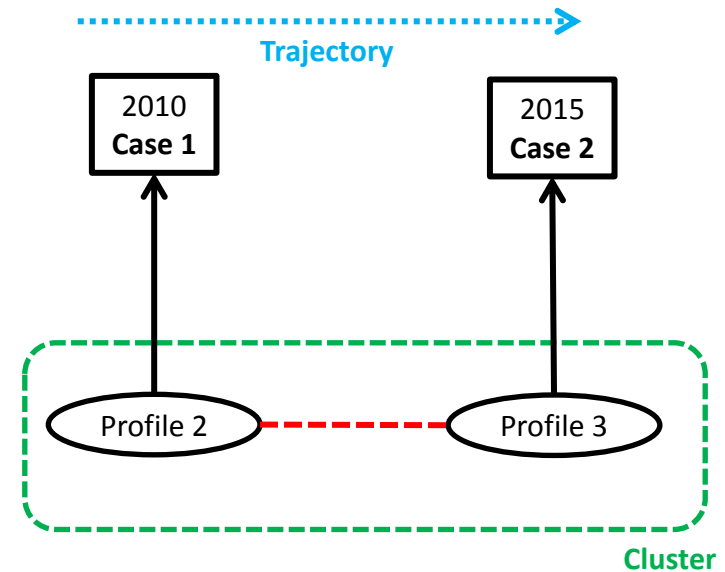 Trajectory
2010
Case 1
2015
Case 2
Profile 2
Profile 3
Cluster